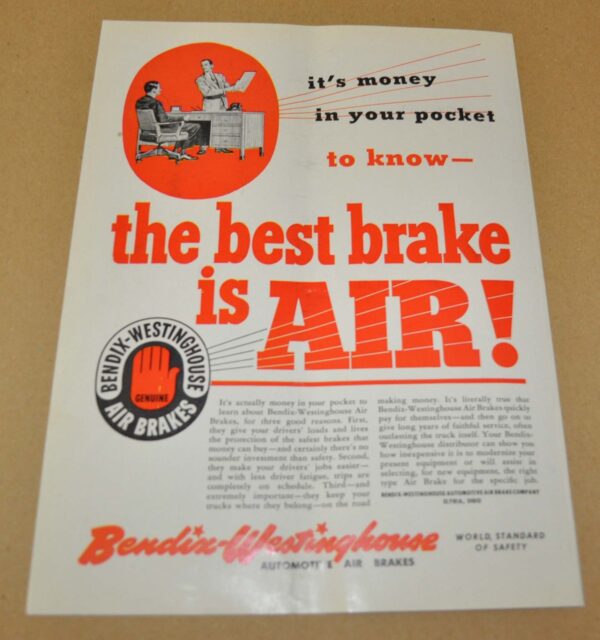 it's money
in your pocket
to know—
the best brake
is AIR!
BENDIX-WESTINGHOUSE
GENUINE
AIR BRAKES
It's actually money in your pocket to
learn about Bendix-Westinghouse Air
Brakes, for three good reasons. First,
they give your drivers' loads and lives
the protection of the safest brakes that
money can buy—and certainly there's no
sounder investment than safety. Second,
they make your drivers' jobs easier—
and with less driver fatigue, trips are
completely on schedule. Third—and
extremely important—they keep your
trucks where they belong—on the road
making money. It's literally true that
Bendix-Westinghouse Air Brakes quickly
pay for themselves—and then go on to
give long years of faithful service, often
outlasting the truck itself. Your Bendix-
Westinghouse distributor can show you
how inexpensive it is to modernize your
present equipment or will assist in
selecting, for new equipment, the right
type Air Brake for the specific job.
BENDIX-WESTINGHOUSE AUTOMOTIVE AIR BRAKE COMPANY
ELYRIA, OHIO
Bendix-Westinghouse
AUTOMOTIVE AIR BRAKES
WORLD STANDARD
OF SAFETY